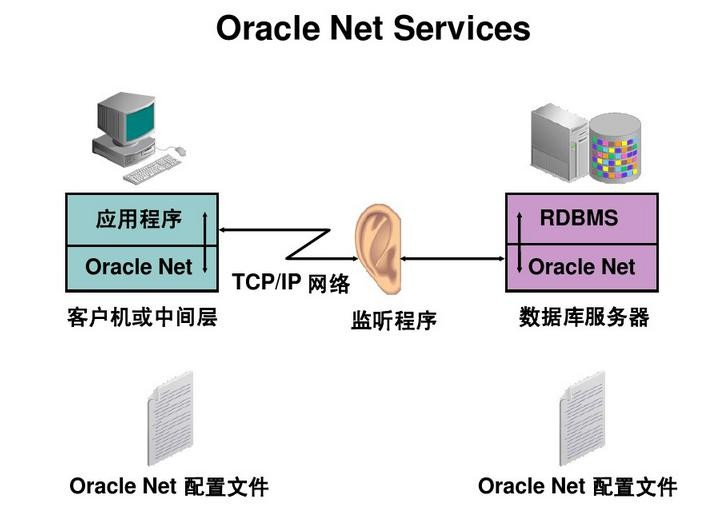 Oracle Net Services
应用程序
RDBMS
Oracle Net
Oracle Net
TCP/IP 网络
客户机或中间层
监听程序
数据库服务器
Oracle Net 配置文件
Oracle Net 配置文件